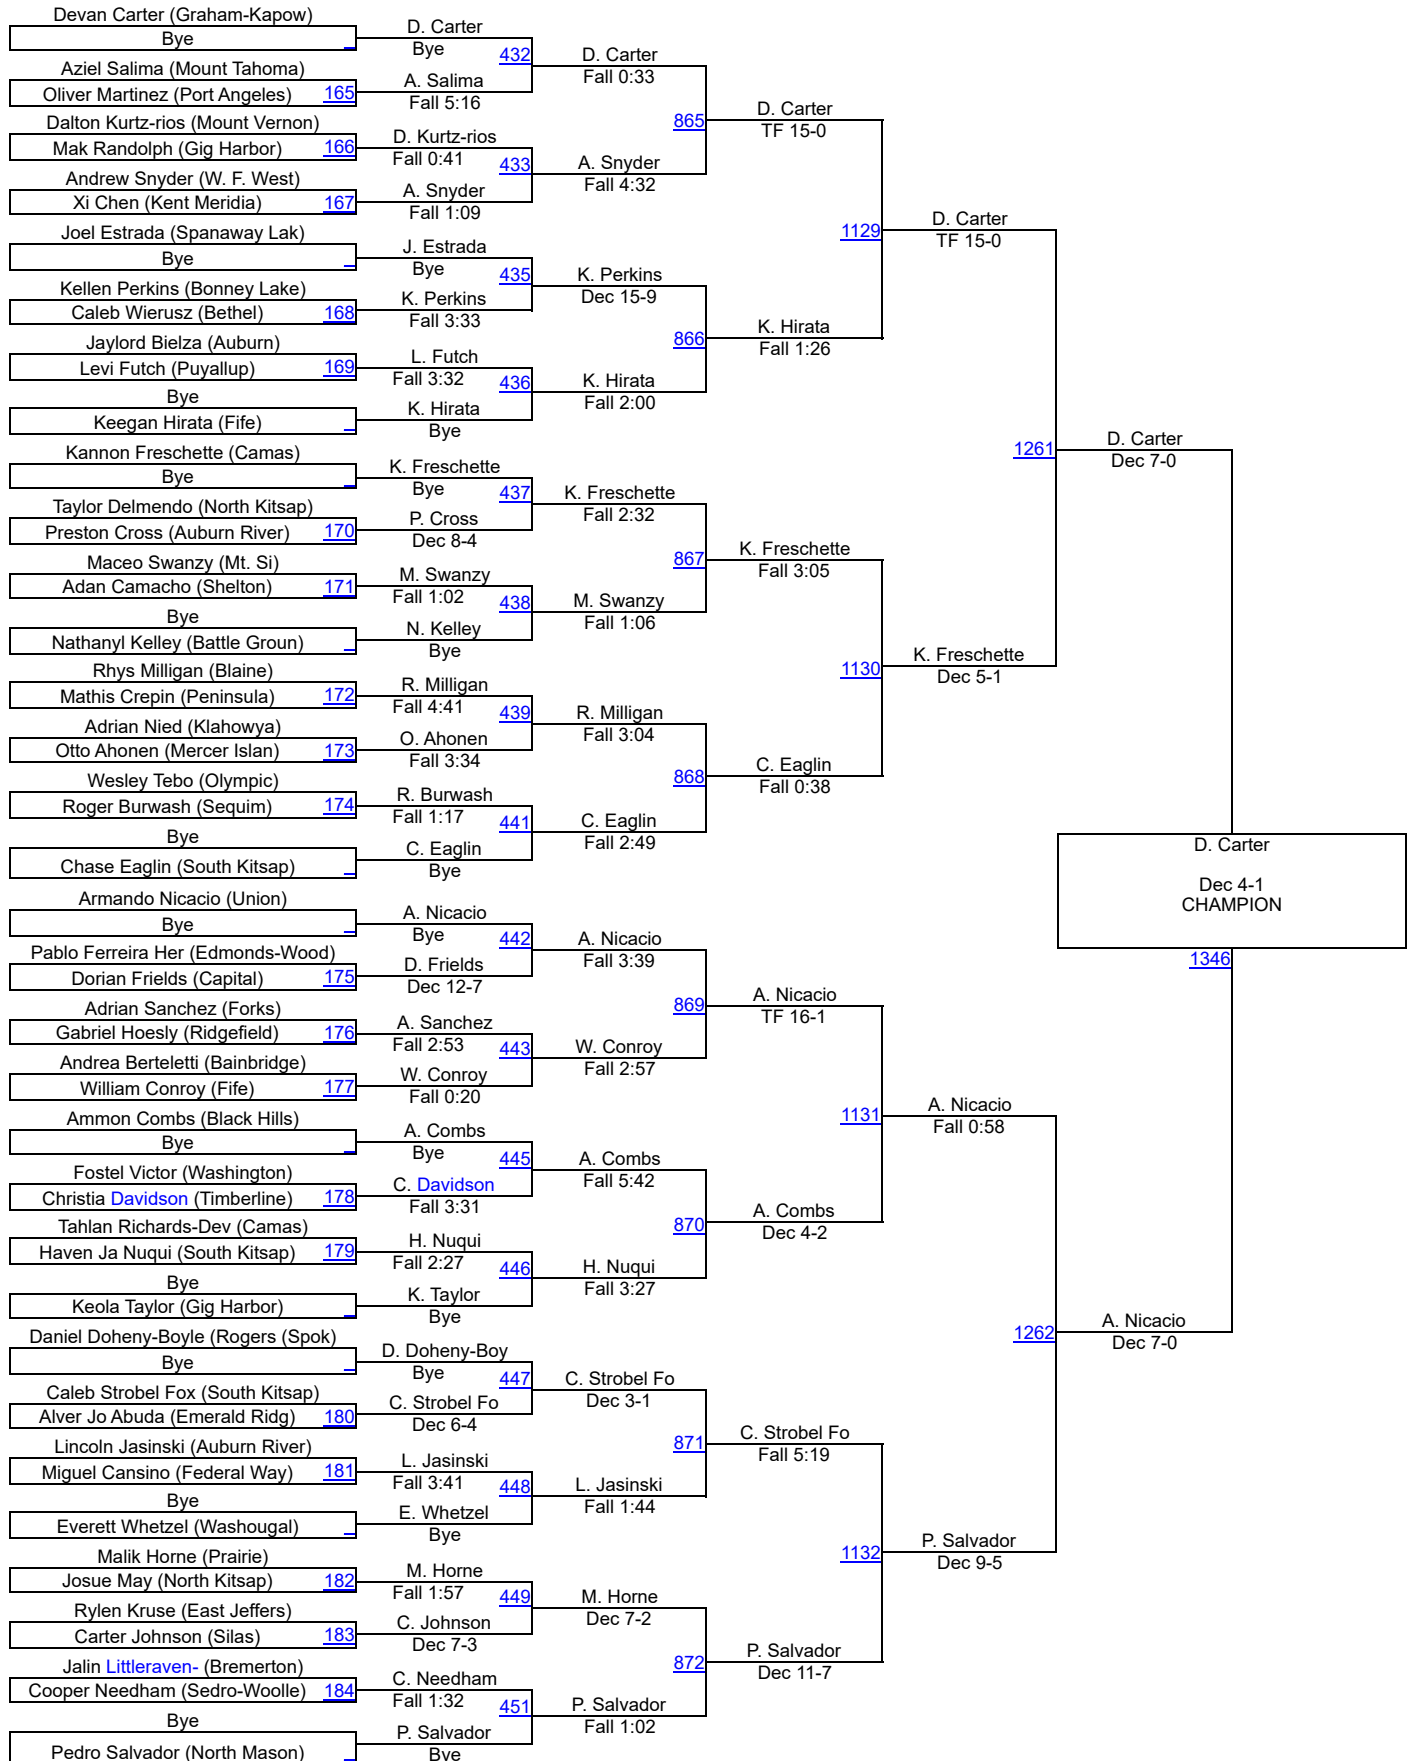 Devan Carter (Graham-Kapow)
Bye
Aziel Salima (Mount Tahoma)
Oliver Martinez (Port Angeles) 165
Dalton Kurtz-rios (Mount Vernon)
Mak Randolph (Gig Harbor) 166
Andrew Snyder (W. F. West)
Xi Chen (Kent Meridia) 167
Joel Estrada (Spanaway Lak)
Bye
Kellen Perkins (Bonney Lake)
Caleb Wierusz (Bethel) 168
Jaylord Bielza (Auburn)
Levi Futch (Puyallup) 169
Bye
Keegan Hirata (Fife)
Kannon Freschette (Camas)
Bye
Taylor Delmendo (North Kitsap)
Preston Cross (Auburn River) 170
Maceo Swanzy (Mt. Si)
Adan Camacho (Shelton) 171
Bye
Nathanyl Kelley (Battle Groun)
Rhys Milligan (Blaine)
Mathis Crepin (Peninsula) 172
Adrian Nied (Klahowya)
Otto Ahonen (Mercer Islan) 173
Wesley Tebo (Olympic)
Roger Burwash (Sequim) 174
Bye
Chase Eaglin (South Kitsap)
Armando Nicacio (Union)
Bye
Pablo Ferreira Her (Edmonds-Wood)
Dorian Frields (Capital) 175
Adrian Sanchez (Forks)
Gabriel Hoesly (Ridgefield) 176
Andrea Berteletti (Bainbridge)
William Conroy (Fife) 177
Ammon Combs (Black Hills)
Bye
Fostel Victor (Washington)
Christia Davidson (Timberline) 178
Tahlan Richards-Dev (Camas)
Haven Ja Nuqui (South Kitsap) 179
Bye
Keola Taylor (Gig Harbor)
Daniel Doheny-Boyle (Rogers (Spok)
Bye
Caleb Strobel Fox (South Kitsap)
Alver Jo Abuda (Emerald Ridg) 180
Lincoln Jasinski (Auburn River)
Miguel Cansino (Federal Way) 181
Bye
Everett Whetzel (Washougal)
Malik Horne (Prairie)
Josue May (North Kitsap) 182
Rylen Kruse (East Jeffers)
Carter Johnson (Silas) 183
Jalin Littleraven- (Bremerton)
Cooper Needham (Sedro-Woolle) 184
Bye
Pedro Salvador (North Mason)
D. Carter
Bye
432
A. Salima
Fall 5:16
D. Kurtz-rios
Fall 0:41
433
A. Snyder
Fall 1:09
J. Estrada
Bye
435
K. Perkins
Fall 3:33
L. Futch
Fall 3:32
436
K. Hirata
Bye
K. Freschette
Bye
437
P. Cross
Dec 8-4
M. Swanzy
Fall 1:02
438
N. Kelley
Bye
R. Milligan
Fall 4:41
439
O. Ahonen
Fall 3:34
R. Burwash
Fall 1:17
441
C. Eaglin
Bye
A. Nicacio
Bye
442
D. Frields
Dec 12-7
A. Sanchez
Fall 2:53
443
W. Conroy
Fall 0:20
A. Combs
Bye
445
C. Davidson
Fall 3:31
H. Nuqui
Fall 2:27
446
K. Taylor
Bye
D. Doheny-Boy
Bye
447
C. Strobel Fo
Dec 6-4
L. Jasinski
Fall 3:41
448
E. Whetzel
Bye
M. Horne
Fall 1:57
449
C. Johnson
Dec 7-3
C. Needham
Fall 1:32
451
P. Salvador
Bye
D. Carter
Fall 0:33
865
A. Snyder
Fall 4:32
K. Perkins
Dec 15-9
866
K. Hirata
Fall 2:00
K. Freschette
Fall 2:32
867
M. Swanzy
Fall 1:06
R. Milligan
Fall 3:04
868
C. Eaglin
Fall 2:49
A. Nicacio
Fall 3:39
869
W. Conroy
Fall 2:57
A. Combs
Fall 5:42
870
H. Nuqui
Fall 3:27
C. Strobel Fo
Dec 3-1
871
L. Jasinski
Fall 1:44
M. Horne
Dec 7-2
872
P. Salvador
Fall 1:02
D. Carter
TF 15-0
1129
K. Hirata
Fall 1:26
K. Freschette
Fall 3:05
1130
C. Eaglin
Fall 0:38
A. Nicacio
TF 16-1
1131
A. Combs
Dec 4-2
C. Strobel Fo
Fall 5:19
1132
P. Salvador
Dec 11-7
D. Carter
TF 15-0
1261
K. Freschette
Dec 5-1
A. Nicacio
Fall 0:58
1262
P. Salvador
Dec 9-5
D. Carter
Dec 7-0
A. Nicacio
Dec 7-0
D. Carter
Dec 4-1
CHAMPION
1346